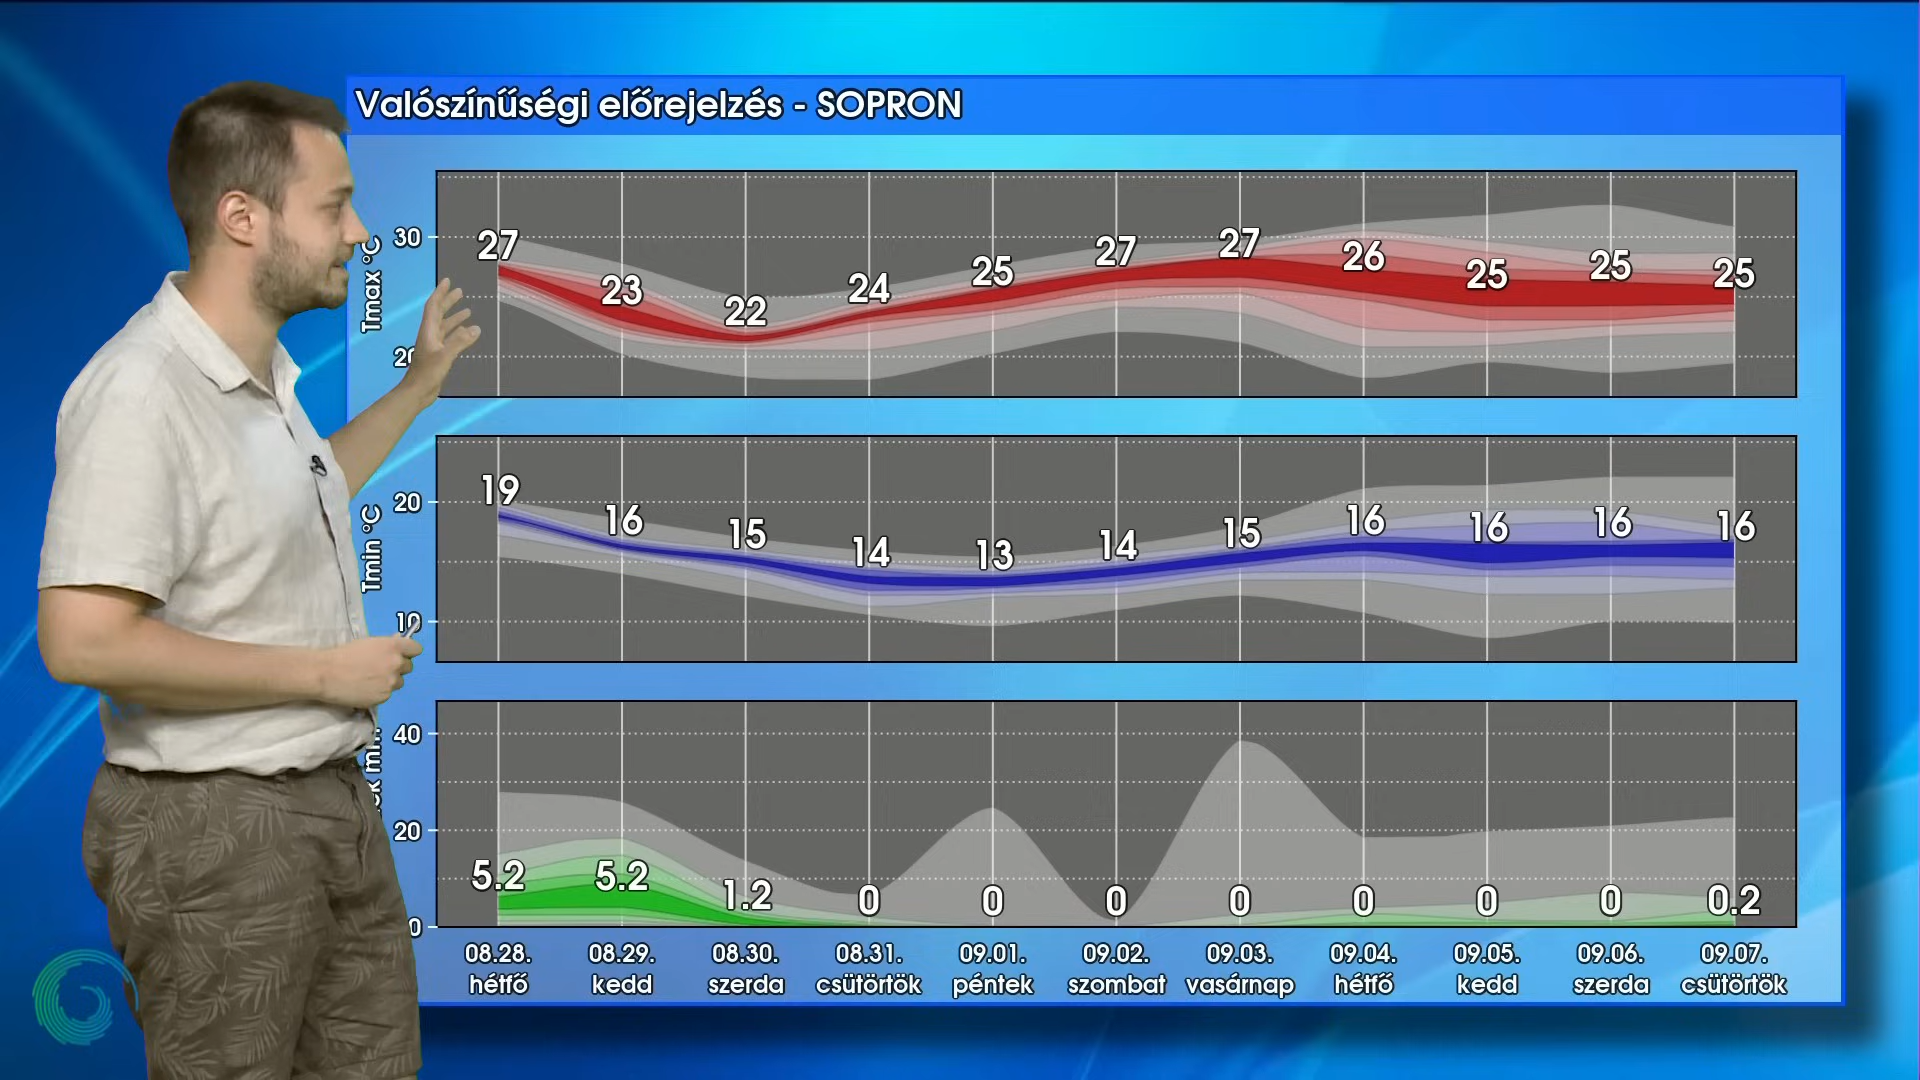 Valószínűségi előrejelzés - SOPRON
Tmax °C
30
20
27 23 22 24 25 27 27 26 25 25 25
Tmin °C
20
10
19 16 15 14 13 14 15 16 16 16 16
40
20
0
5.2 5.2 1.2 0 0 0 0 0 0 0 0.2
08.28. 08.29. 08.30. 08.31. 09.01. 09.02. 09.03. 09.04. 09.05. 09.06. 09.07.
hétfő kedd szerda csütörtök péntek szombat vasárnap hétfő kedd szerda csütörtök